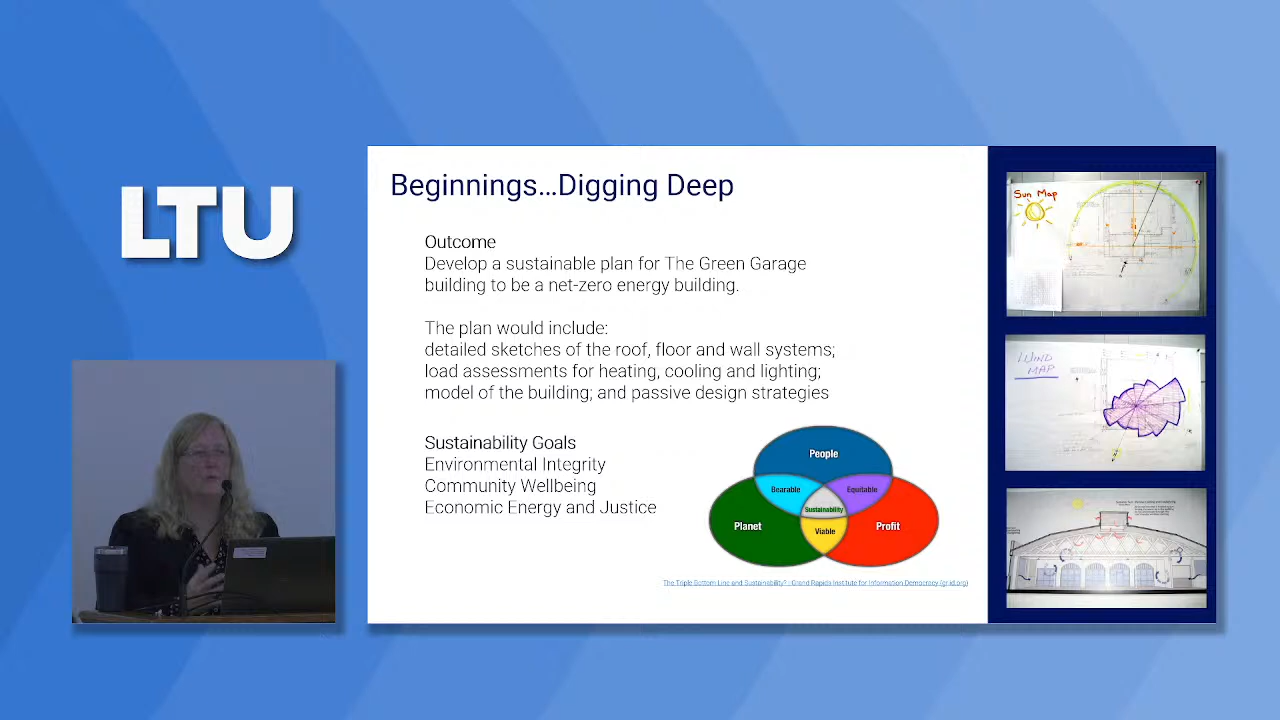 LTU
Beginnings...Digging Deep
Outcome
Develop a sustainable plan for The Green Garage
building to be a net-zero energy building.
The plan would include:
detailed sketches of the roof, floor and wall systems;
load assessments for heating, cooling and lighting;
model of the building; and passive design strategies
Sustainability Goals
Environmental Integrity
Community Wellbeing
Economic Energy and Justice
People
Bearable
Equitable
Sustainability
Planet
Profit
Viable
The Triple Bottom Line and Sustainability? | Grand Rapids Institute for Information Democracy (griid.org)
Sun Map
WIND
MAP